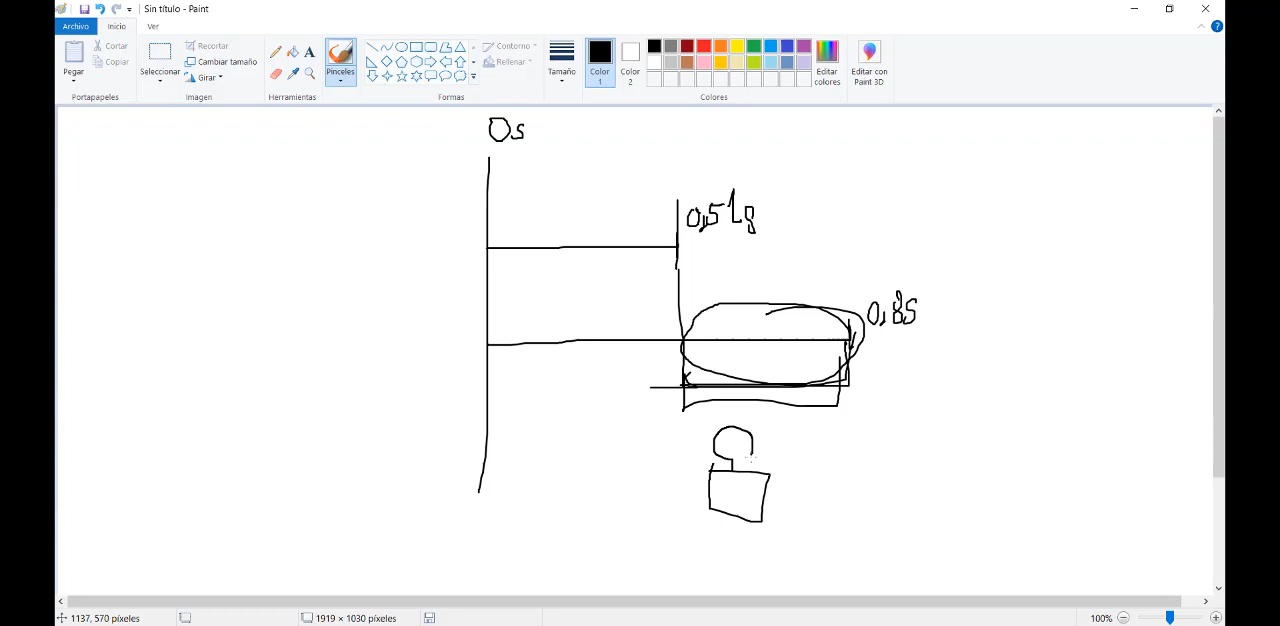 Sin título - Paint
Archivo Inicio Ver
Pegar
Cortar
Copiar
Portapapeles
Seleccionar
Recortar
Cambiar tamaño
Girar
Imagen
A
Herramientas
Pinceles
Contorno
Rellenar
Formas
Tamaño
Color 1
Color 2
Editar colores
Colores
Editar con Paint 3D
0s
0,51s
0,8s
1137, 570 píxeles
1919 × 1030 píxeles
100%